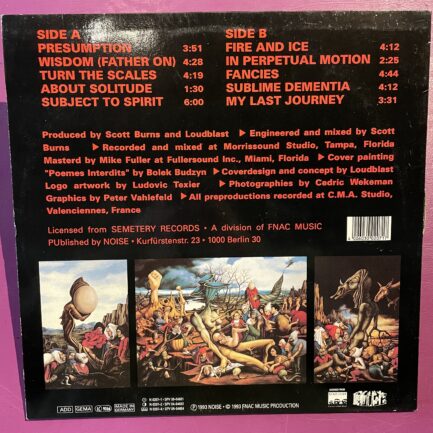 SIDE A
PRESUMPTION 3:51
WISDOM (FATHER ON) 4:28
TURN THE SCALES 4:19
ABOUT SOLITUDE 1:30
SUBJECT TO SPIRIT 6:00
SIDE B
FIRE AND ICE 4:12
IN PERPETUAL MOTION 2:25
FANCIES 4:44
SUBLIME DEMENTIA 4:12
MY LAST JOURNEY 3:31
Produced by Scott Burns and Loudblast ▶ Engineered and mixed by Scott
Burns ▶ Recorded and mixed at Morrissound Studio, Tampa, Florida
Masterd by Mike Fuller at Fullersound Inc., Miami, Florida ▶ Cover painting
"Poemes Interdits" by Bolek Budzyn ▶ Coverdesign and concept by Loudblast
Logo artwork by Ludovic Texier ▶ Photographies by Cedric Wekeman
Graphics by Peter Vahlefeld ▶ All preproductions recorded at C.M.A. Studio,
Valenciennes, France
Licensed from SEMETERY RECORDS • A division of FNAC MUSIC
PUblished by NOISE • Kurfürstenstr. 23 • 1000 Berlin 30
ADD GEMA MADE IN GERMANY
℗ 1993 NOISE • © 1993 FNAC MUSIC PRODUCTION